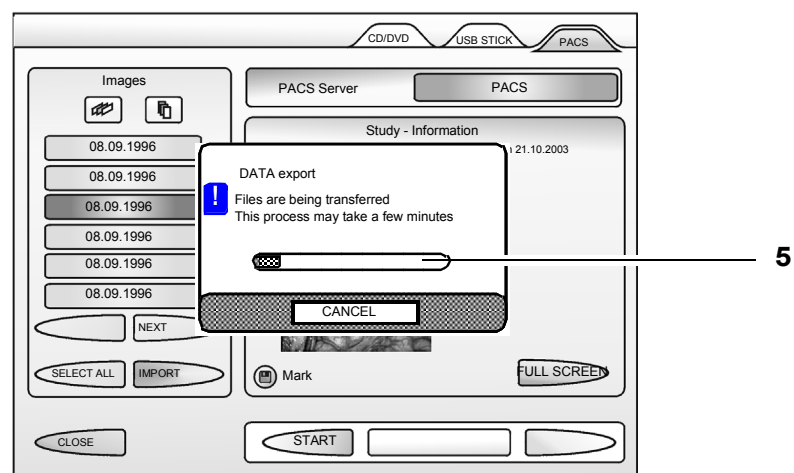 CD/DVD USB STICK PACS
Images
PACS Server PACS
Study - Information
21.10.2003
08.09.1996
08.09.1996
08.09.1996
08.09.1996
08.09.1996
08.09.1996
DATA export
!
Files are being transferred
This process may take a few minutes
5
CANCEL
NEXT
SELECT ALL IMPORT
Mark
FULL SCREEN
CLOSE
START